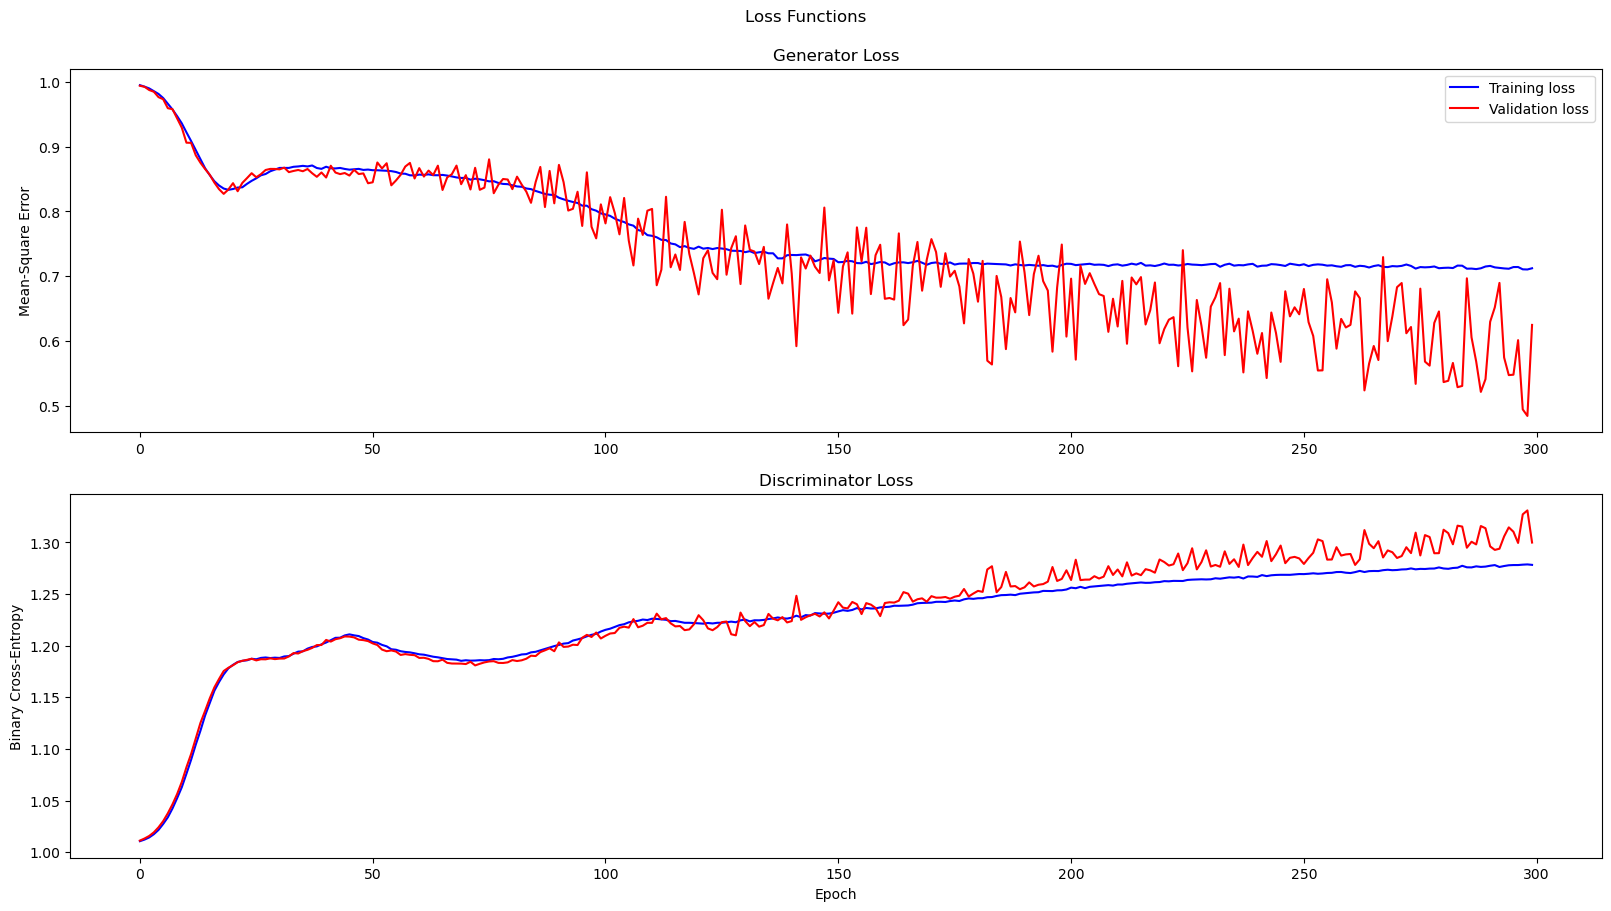 Loss Functions
Generator Loss
Training loss
Validation loss
Mean-Square Error
1.0
0.9
0.8
0.7
0.6
0.5
0 50 100 150 200 250 300
Discriminator Loss
Binary Cross-Entropy
1.30
1.25
1.20
1.15
1.10
1.05
1.00
0 50 100 150 200 250 300
Epoch